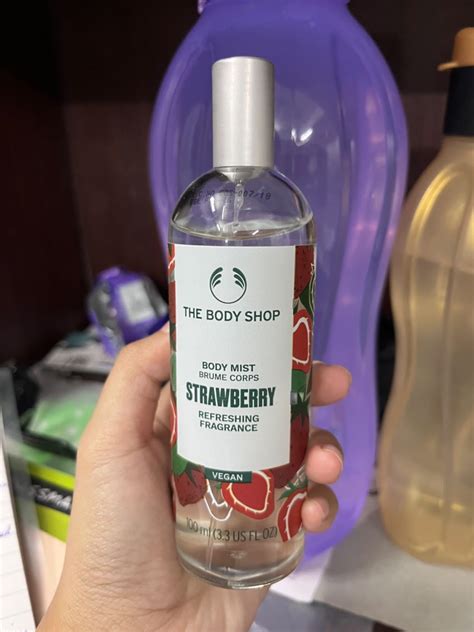 THE BODY SHOP
BODY MIST
BRUME CORPS
STRAWBERRY
REFRESHING
FRAGRANCE
VEGAN
100 ml (3.3 US FL OZ)